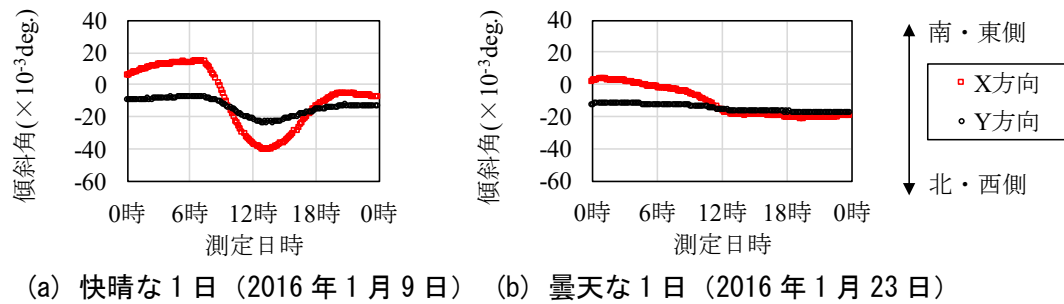 傾斜角(×10⁻³deg.)
40
20
0
-20
-40
-60
0時 6時 12時 18時 0時
測定日時
傾斜角(×10⁻³deg.)
40
20
0
-20
-40
-60
0時 6時 12時 18時 0時
測定日時
南・東側
X方向
Y方向
北・西側
(a) 快晴な1日（2016年1月9日） (b) 曇天な1日（2016年1月23日）